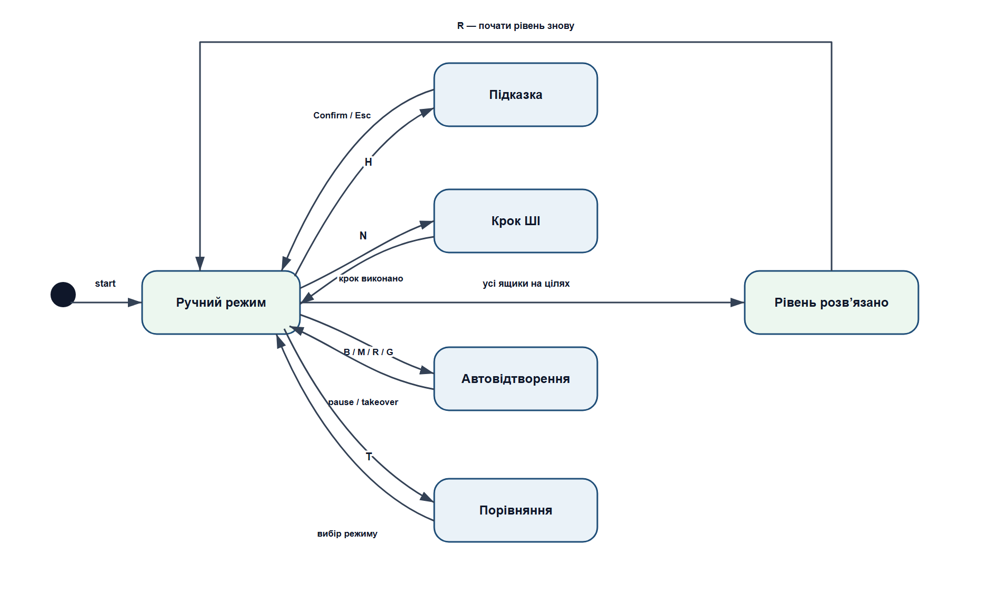 R — почати рівень знову
Підказка
Confirm / Esc
H
Крок ШІ
N
крок виконано
start
усі ящики на цілях
Ручний режим
Рівень розв’язано
B / M / R / G
Автовідтворення
pause / takeover
T
Порівняння
вибір режиму